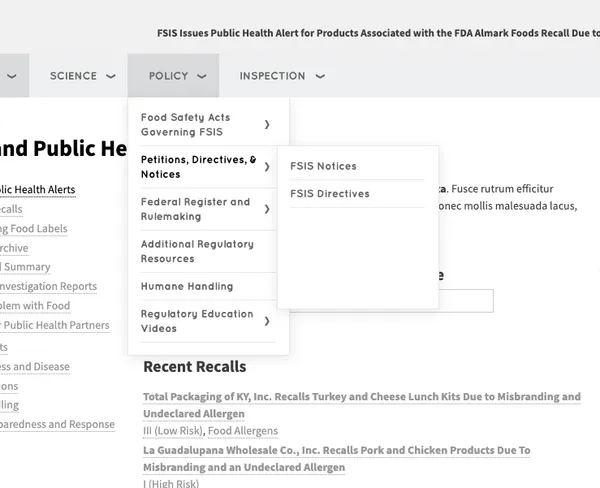 FSIS Issues Public Health Alert for Products Associated with the FDA Almark Foods Recall Due to
SCIENCE
POLICY
INSPECTION
Food Safety Acts
Governing FSIS
Petitions, Directives, &
Notices
Federal Register and
Rulemaking
Additional Regulatory
Resources
Humane Handling
Regulatory Education
Videos
FSIS Notices
FSIS Directives
and Public He
lic Health Alerts
calls
ng Food Labels
rchive
l Summary
nvestigation Reports
blem with Food
r Public Health Partners
ts
ess and Disease
ons
lling
paredness and Response
ta. Fusce rutrum efficitur
onec mollis malesuada lacus,
e
Recent Recalls
Total Packaging of KY, Inc. Recalls Turkey and Cheese Lunch Kits Due to Misbranding and
Undeclared Allergen
III (Low Risk), Food Allergens
La Guadalupana Wholesale Co., Inc. Recalls Pork and Chicken Products Due To
Misbranding and an Undeclared Allergen
I (High Risk)